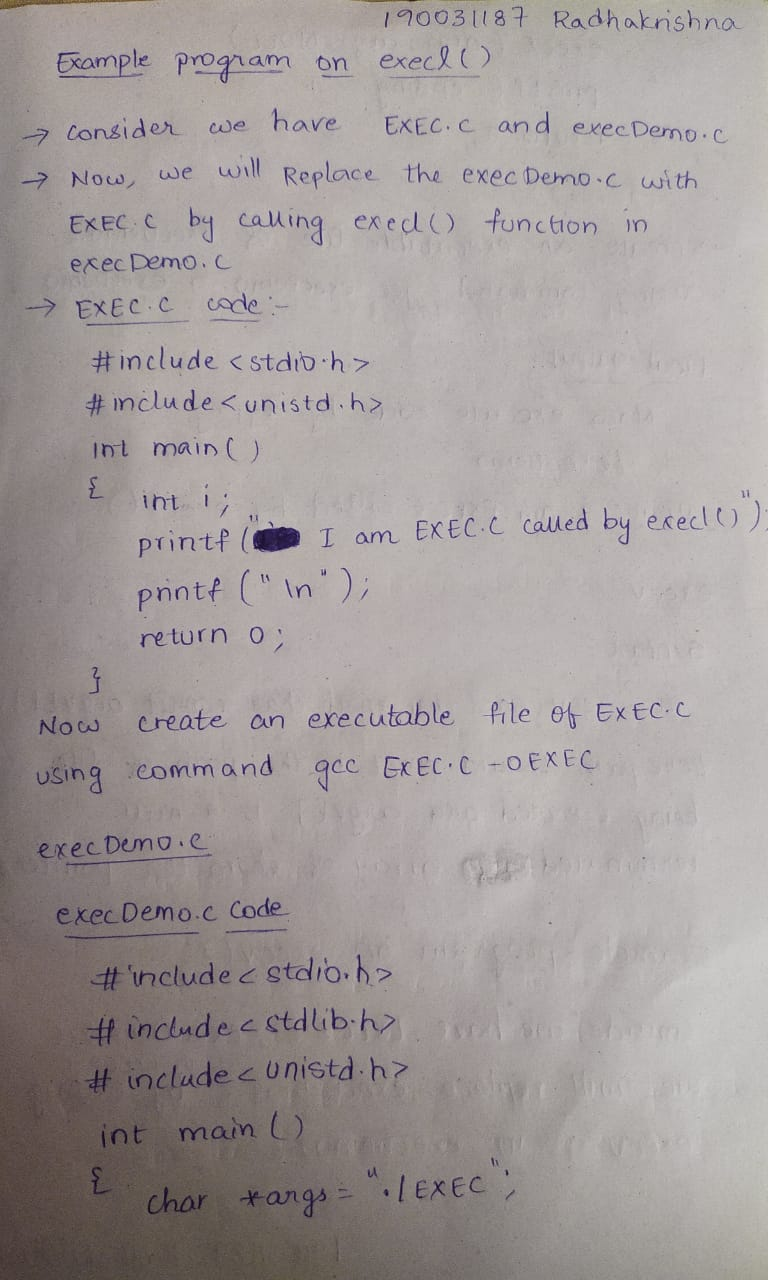 190031187 Radhakrishna
Example program on execl()
→ consider we have EXEC.C and execDemo.c
→ Now, we will Replace the execDemo.c with
EXEC.C by calling execl() function in
execDemo.c
→ EXEC.C code:-
#include <stdio.h>
#include <unistd.h>
int main()
{ int i;
printf (" I am EXEC.C called by execl()");
printf ("\n");
return 0;
}
Now create an executable file of EXEC.C
using command gcc EXEC.C -o EXEC
execDemo.c
execDemo.c Code
#include < stdio.h>
#include < stdlib.h>
# include < unistd.h>
int main ()
{ char *args = "./EXEC";